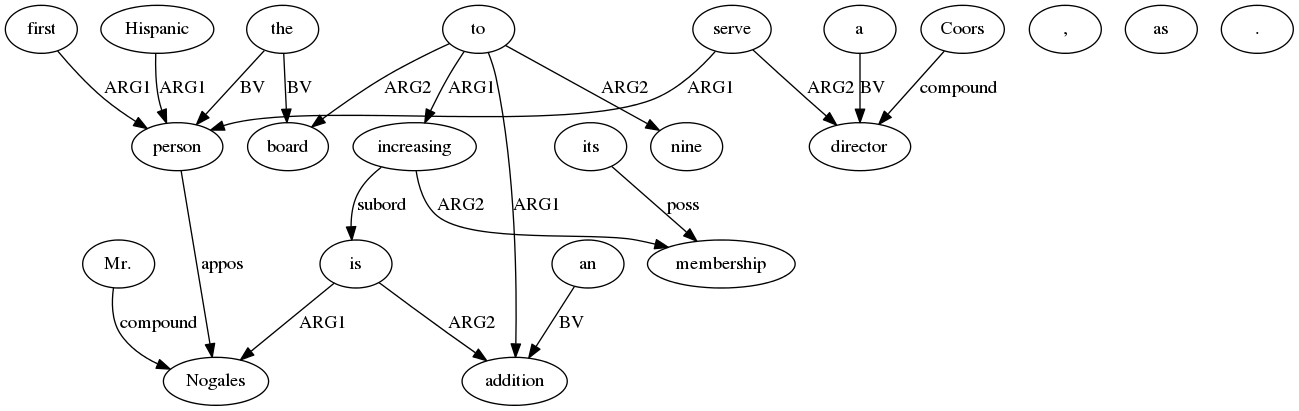 first Hispanic the to serve a Coors , as .
ARG1 ARG1 BV BV ARG2 ARG1 ARG2 ARG1 ARG2 BV compound
person board increasing its nine director
subord ARG2 ARG1 poss
Mr. appos is an membership
compound ARG1 ARG2 BV
Nogales addition